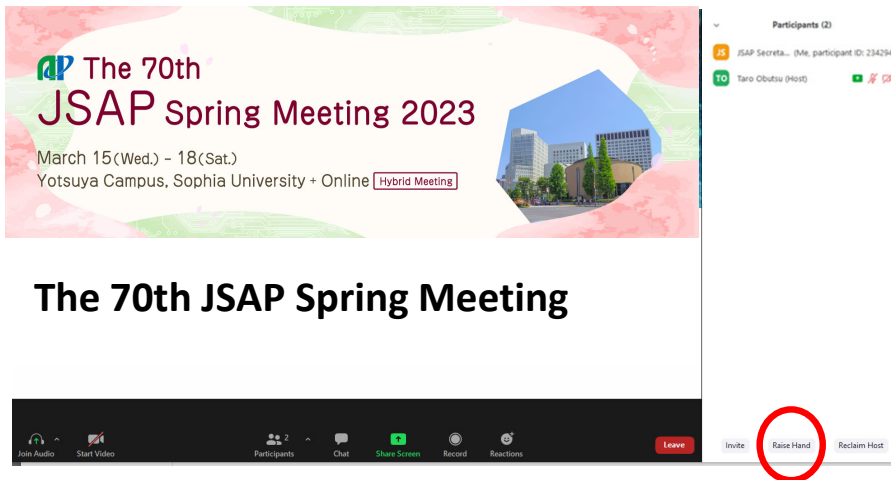 The 70th
JSAP Spring Meeting 2023
March 15(Wed.) - 18(Sat.)
Yotsuya Campus, Sophia University + Online Hybrid Meeting
The 70th JSAP Spring Meeting
Join Audio
Start Video
2
Participants
Chat
Share Screen
Record
Reactions
Leave
Participants (2)
JS JSAP Secreta... (Me, participant ID: 234294
TO Taro Obutsu (Host)
Invite
Raise Hand
Reclaim Host